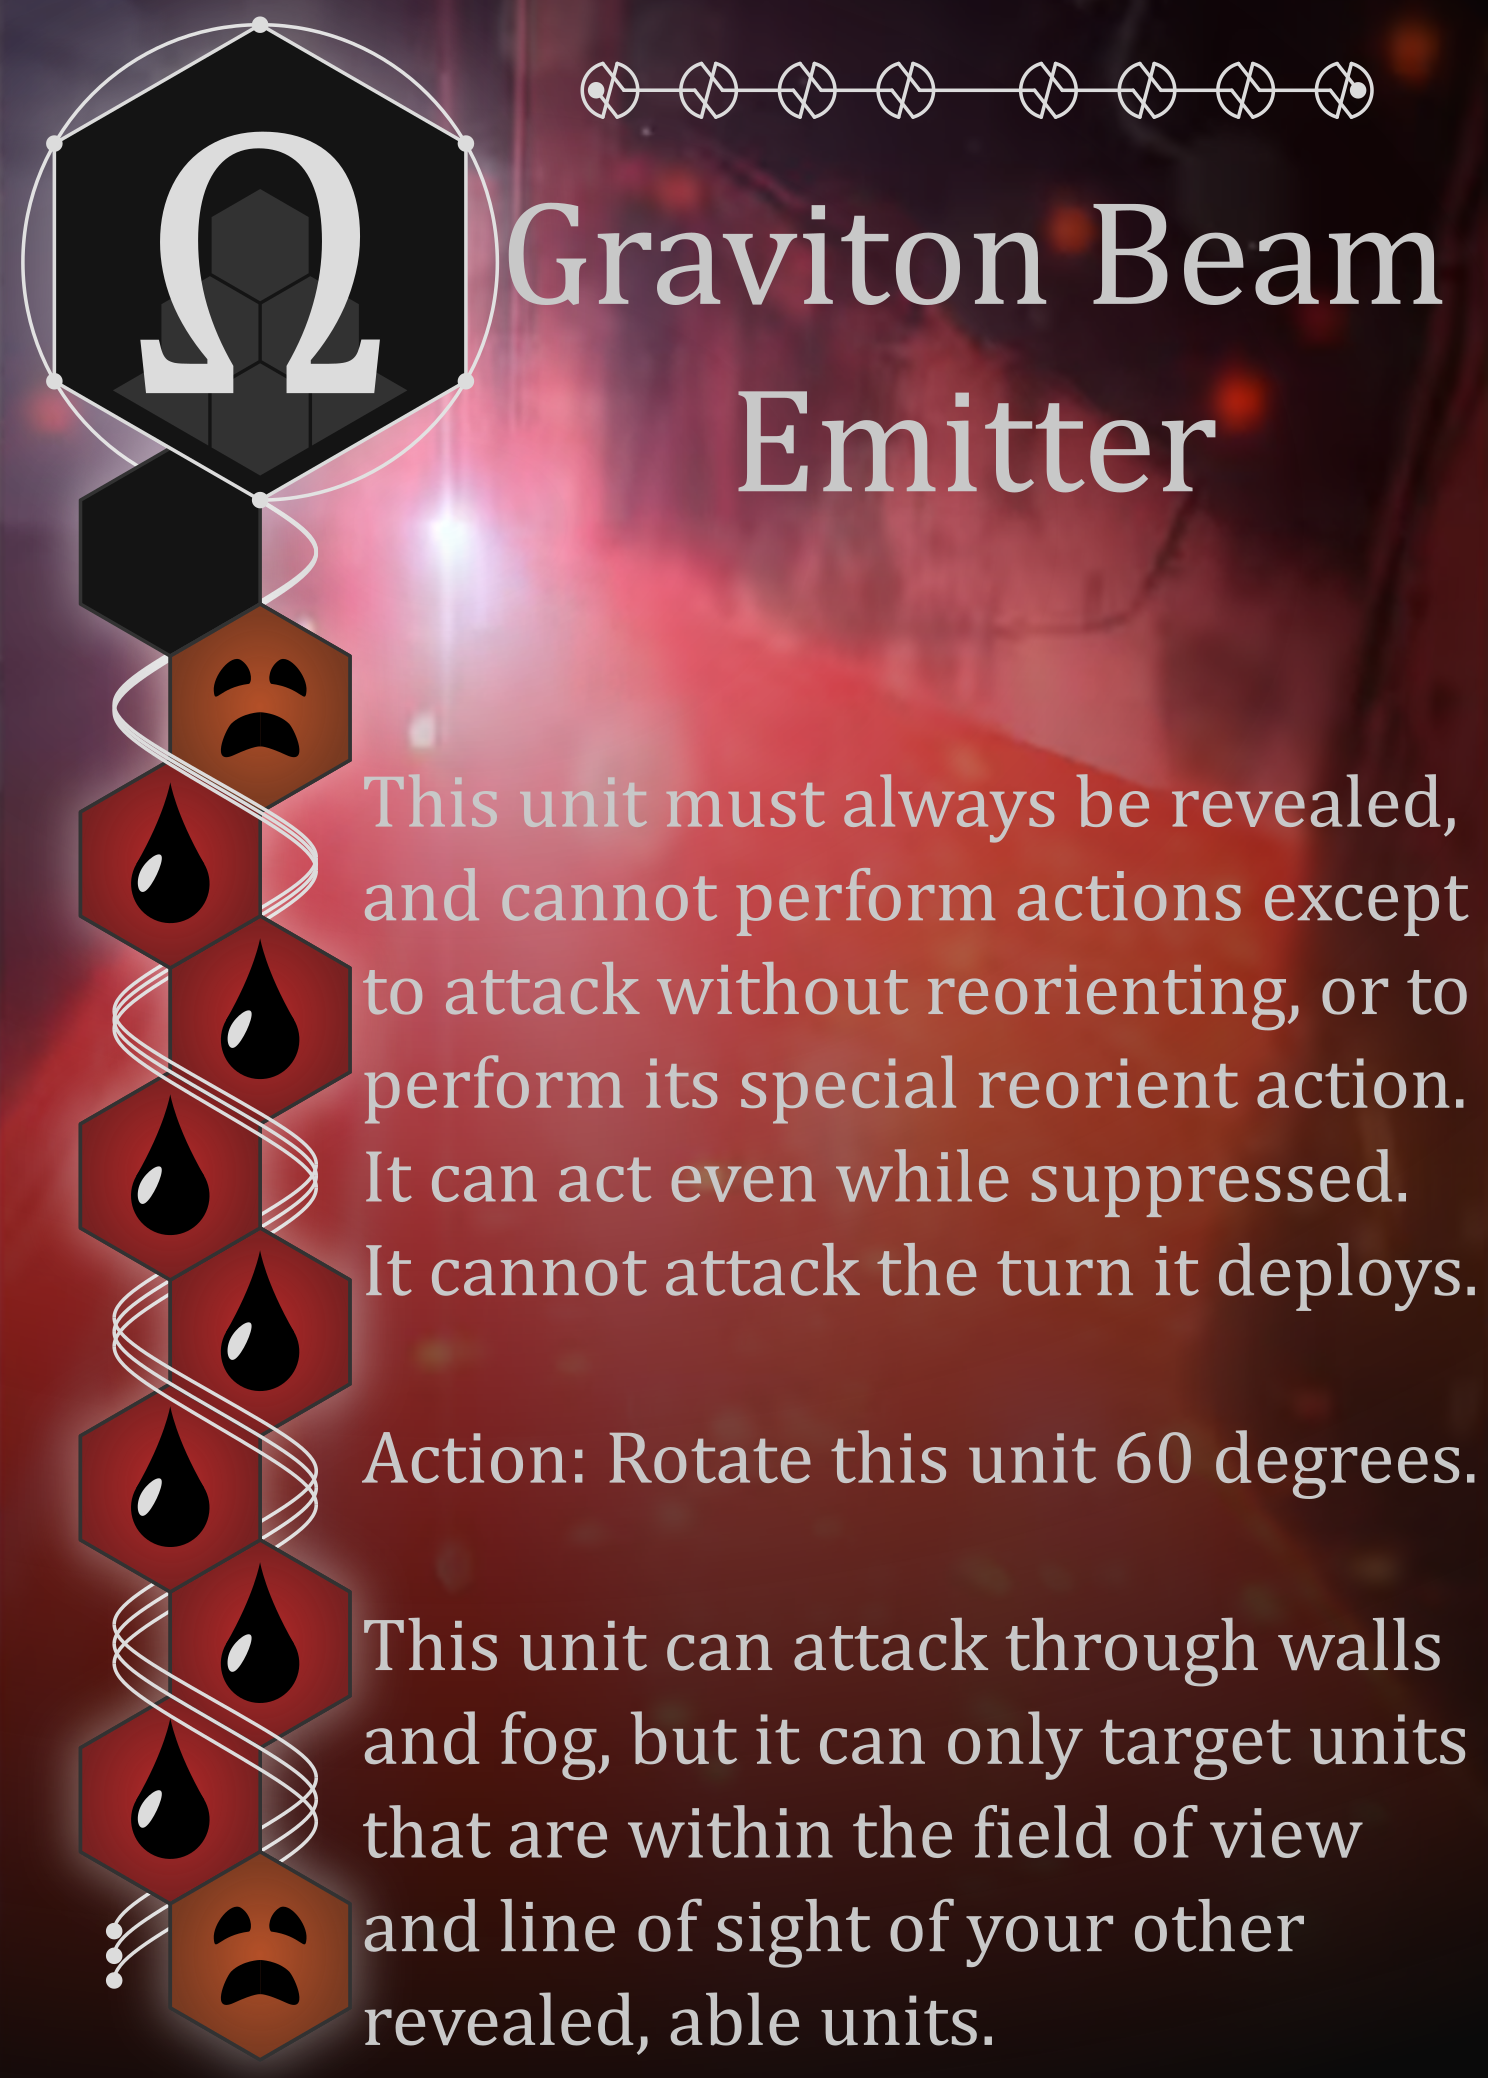 Ω
Graviton Beam
Emitter
This unit must always be revealed,
and cannot perform actions except
to attack without reorienting, or to
perform its special reorient action.
It can act even while suppressed.
It cannot attack the turn it deploys.
Action: Rotate this unit 60 degrees.
This unit can attack through walls
and fog, but it can only target units
that are within the field of view
and line of sight of your other
revealed, able units.